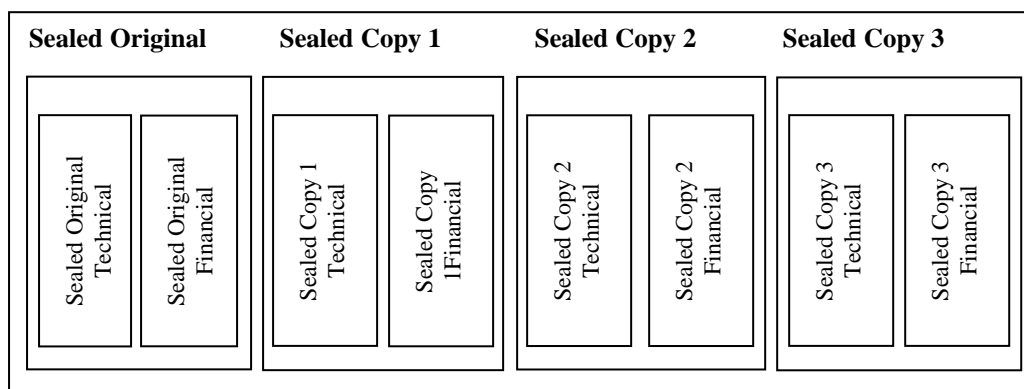 Sealed Original
Sealed Copy 1
Sealed Copy 2
Sealed Copy 3
Sealed Original
Technical
Sealed Original
Financial
Sealed Copy 1
Technical
Sealed Copy
1Financial
Sealed Copy 2
Technical
Sealed Copy 2
Financial
Sealed Copy 3
Technical
Sealed Copy 3
Financial